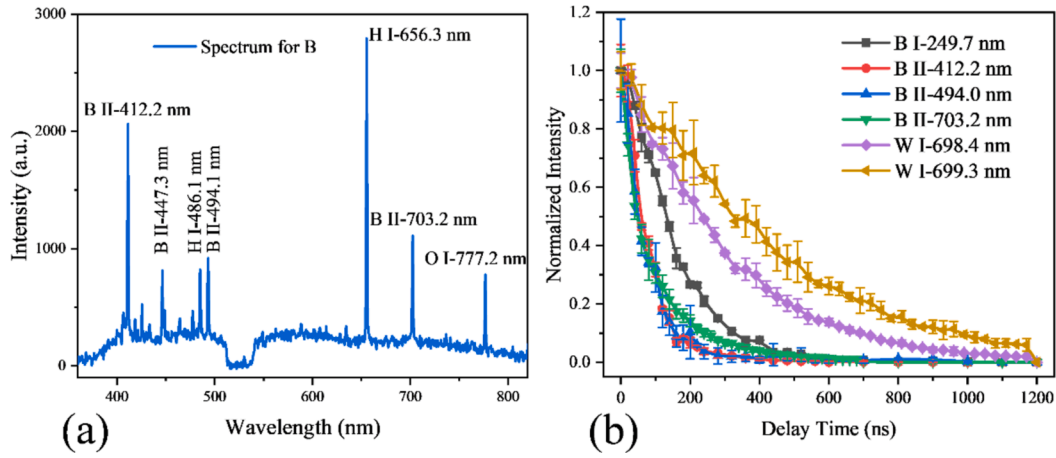 3000
2000
1000
0
Intensity (a.u.)
Spectrum for B
B II-412.2 nm
B II-447.3 nm
H I-486.1 nm
B II-494.1 nm
H I-656.3 nm
B II-703.2 nm
O I-777.2 nm
400
500
600
700
800
Wavelength (nm)
(a)
1.2
1.0
0.8
0.6
0.4
0.2
0.0
Normalized Intensity
B I-249.7 nm
B II-412.2 nm
B II-494.0 nm
B II-703.2 nm
W I-698.4 nm
W I-699.3 nm
0
200
400
600
800
1000
1200
Delay Time (ns)
(b)